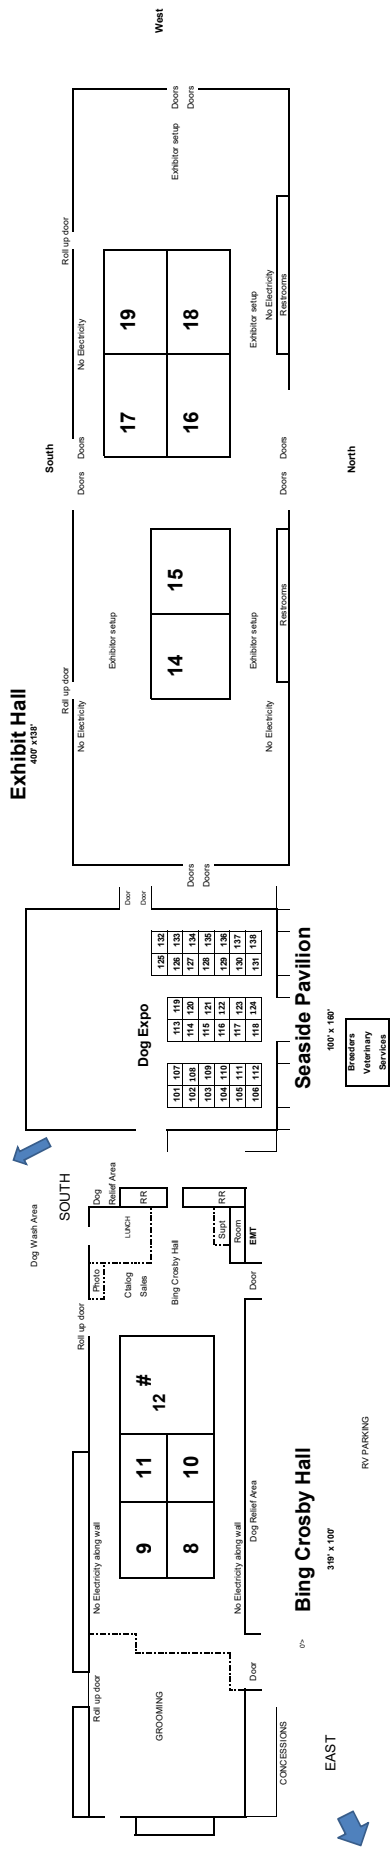 West
Doors
Doors
Exhibitor setup
Roll up door
No Electricity
19
18
17
16
Exhibitor setup
No Electricity
Restrooms
South
Doors
Doors
Doors
Doors
North
Exhibit Hall
400' x138'
Roll up door
No Electricity
Exhibitor setup
15
14
Exhibitor setup
No Electricity
Restrooms
Doors
Doors
Door
Door
Dog Expo
125 132
126 133
127 134
128 135
129 136
130 137
131 138
113 119
114 120
115 121
116 122
117 123
118 124
101 107
102 108
103 109
104 110
105 111
106 112
Seaside Pavilion
100' x 160'
Breeders
Veterinary
Services
Dog Wash Area
SOUTH
Dog
Relief Area
RR
LUNCH
Photo
Ctalog
Sales
Bing Crosby Hall
RR
Supt
Room
EMT
Door
Roll up door
#
12
11
10
9
8
No Electricity along wall
No Electricity along wall
Dog Relief Area
Bing Crosby Hall
319' x 100'
RV PARKING
0'>
Roll up door
GROOMING
Door
CONCESSIONS
EAST